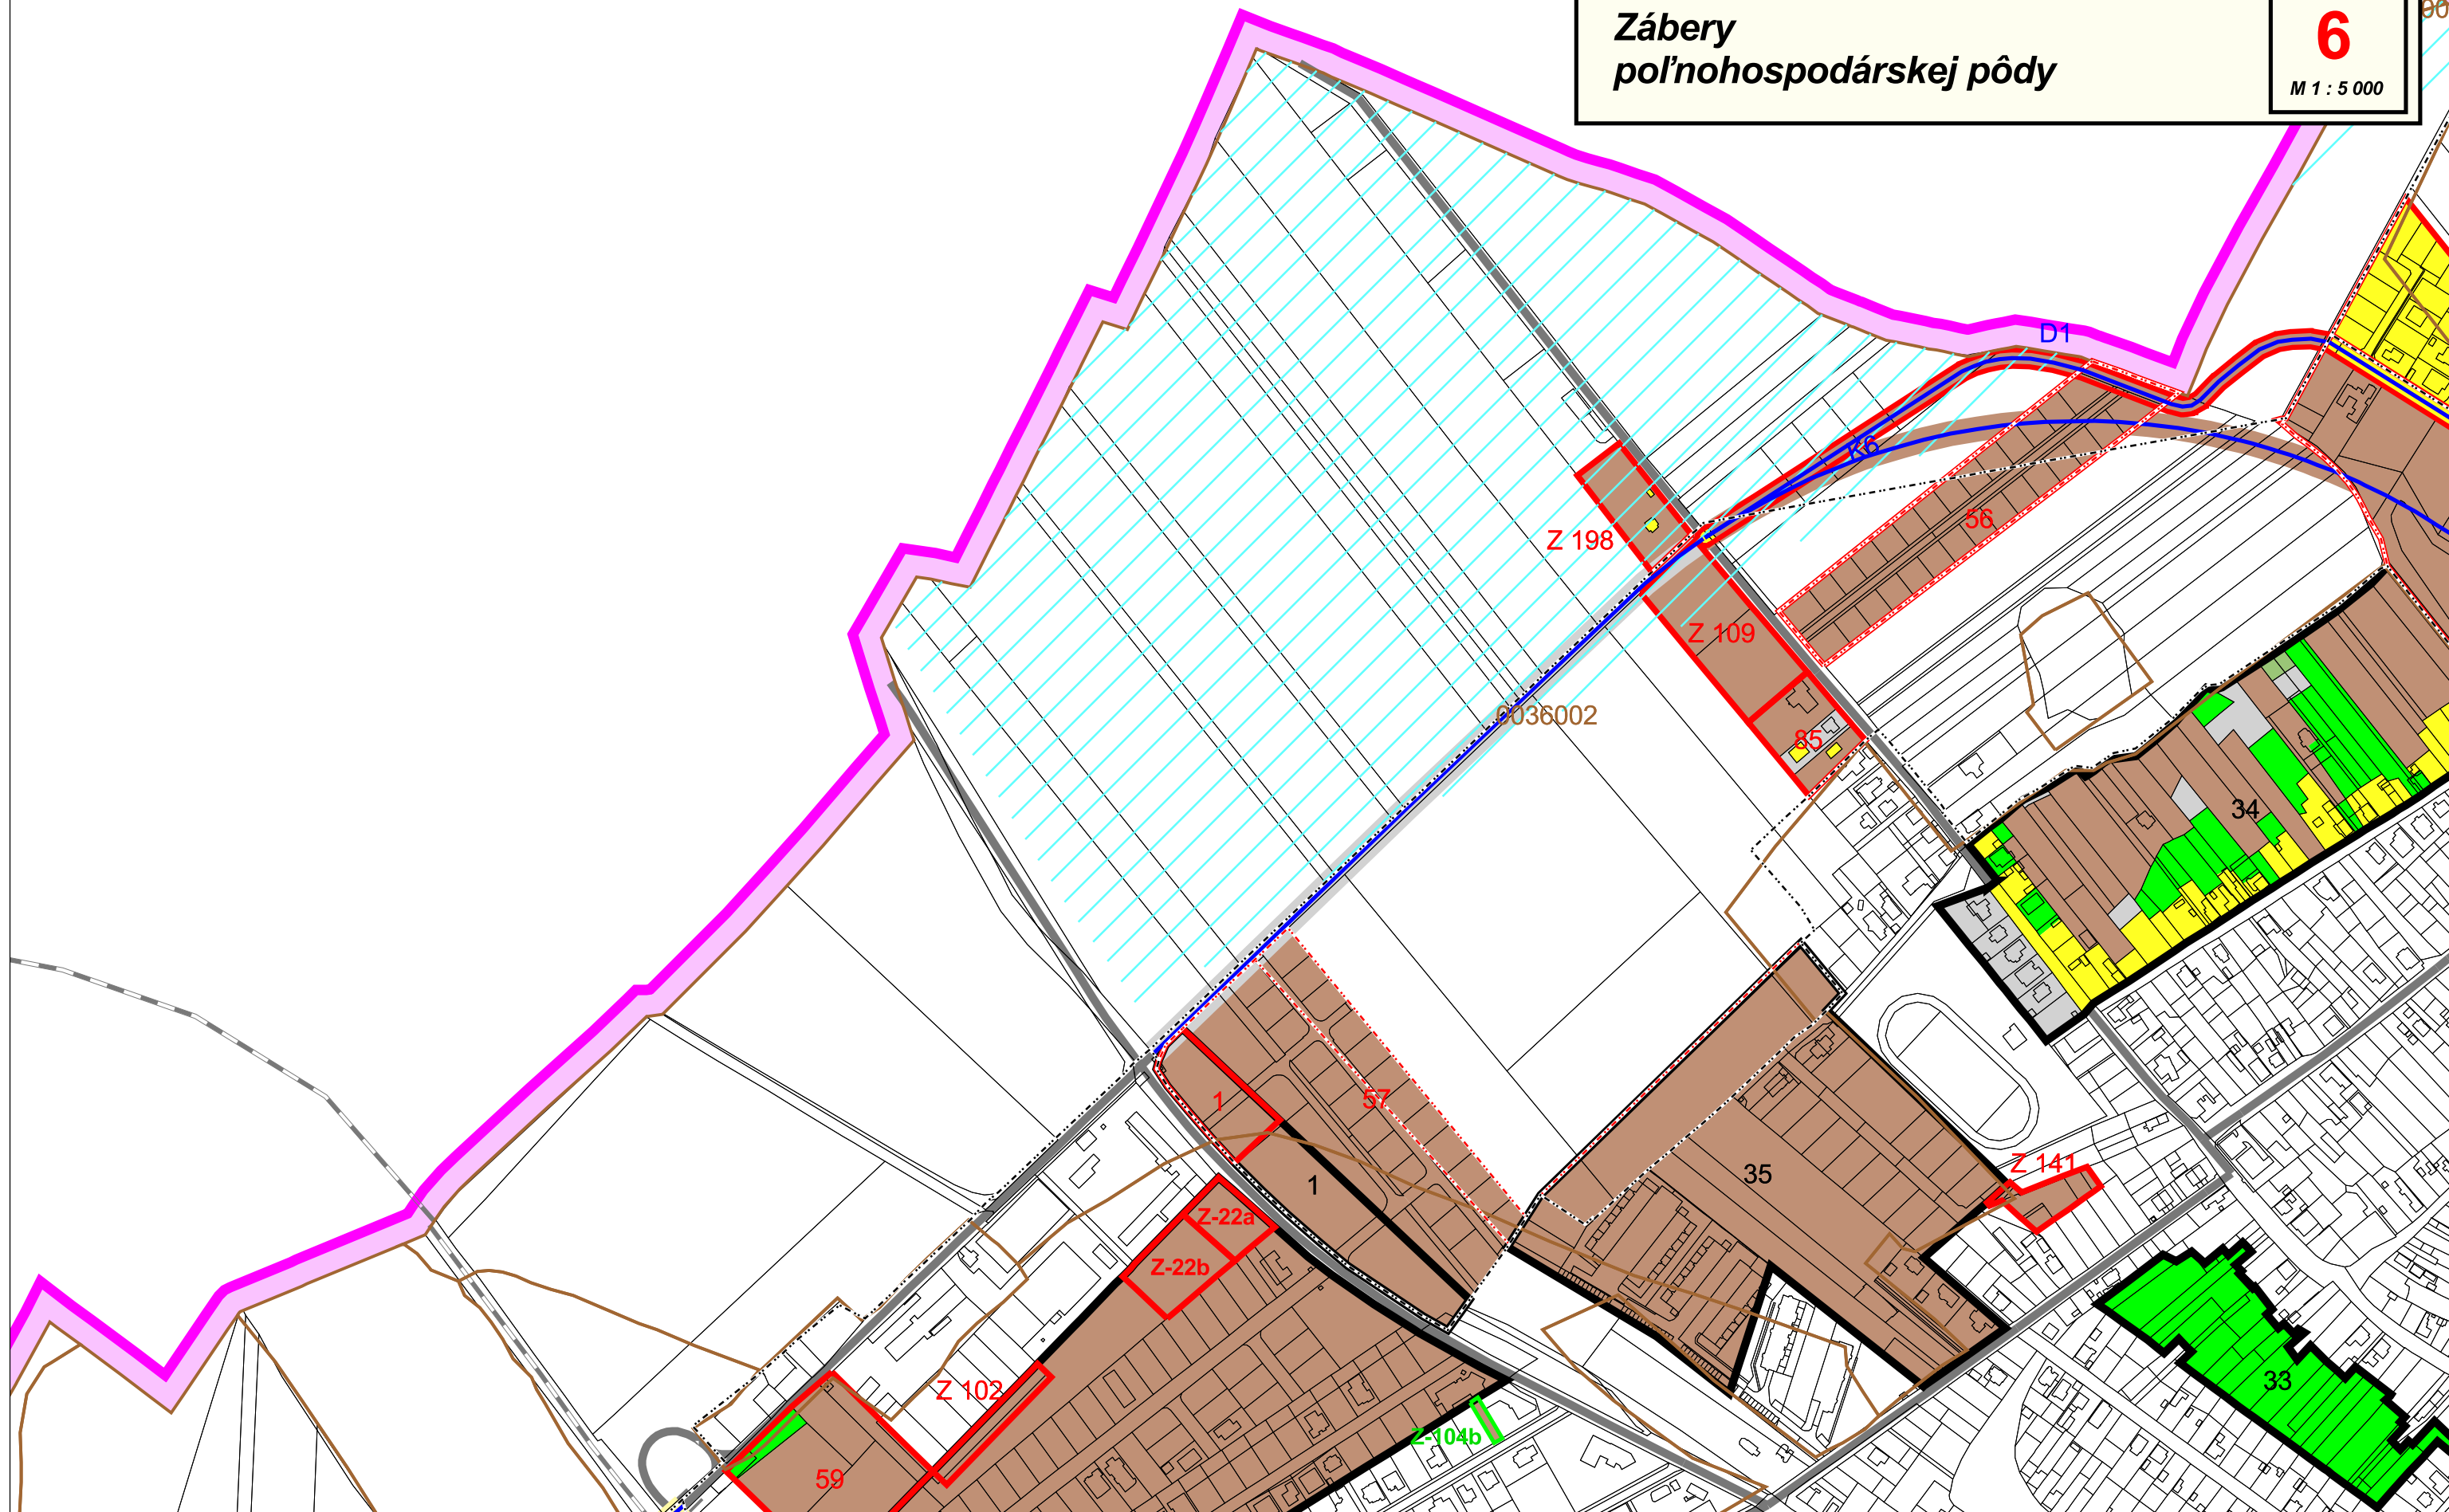 Zábery
poľnohospodárskej pôdy
6
M 1 : 5 000
D1
K6
56
Z 198
Z 109
0036002
85
34
1
57
1
35
Z 141
Z-22a
Z-22b
Z 102
33
Z-104b
59